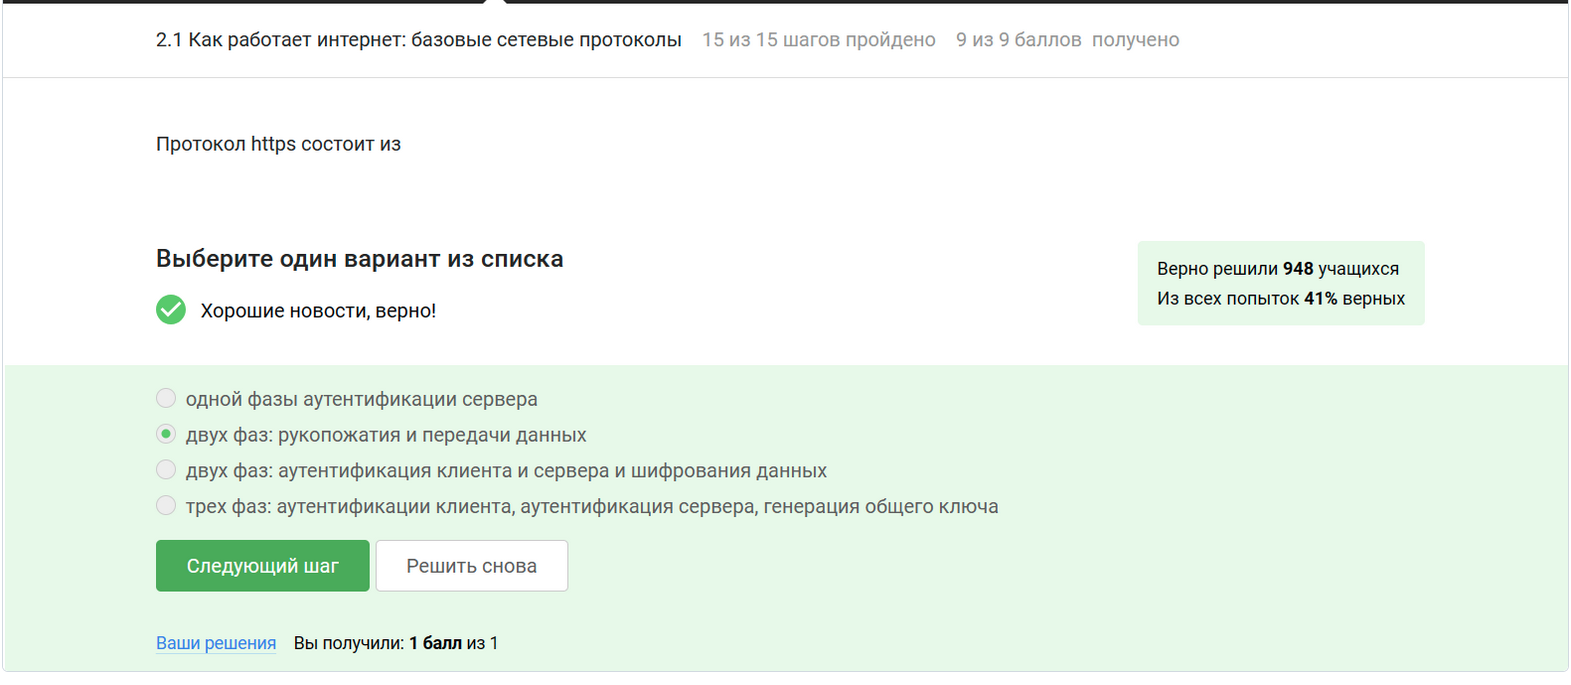 2.1 Как работает интернет: базовые сетевые протоколы 15 из 15 шагов пройдено 9 из 9 баллов получено
Протокол https состоит из
Выберите один вариант из списка
Хорошие новости, верно!
Верно решили 948 учащихся
Из всех попыток 41% верных
одной фазы аутентификации сервера
двух фаз: рукопожатия и передачи данных
двух фаз: аутентификация клиента и сервера и шифрования данных
трех фаз: аутентификации клиента, аутентификация сервера, генерация общего ключа
Следующий шаг Решить снова
Ваши решения Вы получили: 1 балл из 1